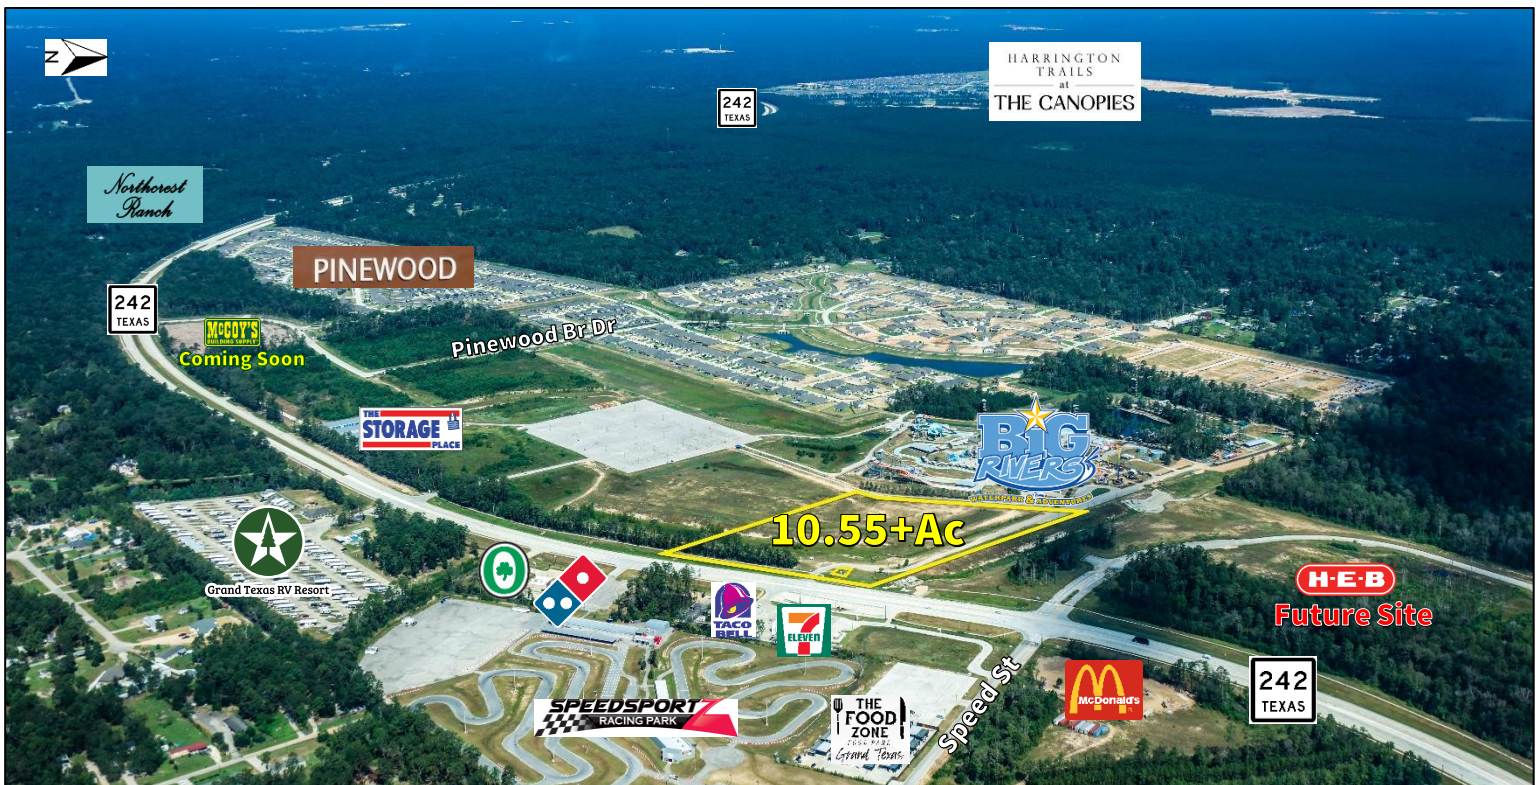 N
HARRINGTON
TRAILS
at
THE CANOPIES
242
TEXAS
Northcrest
Ranch
PINEWOOD
242
TEXAS
McCOY'S
BUILDING SUPPLY
Coming Soon
Pinewood Br Dr
THE
STORAGE
PLACE
BiG
RIVERS
WATERPARK & ADVENTURES
10.55+Ac
Grand Texas RV Resort
H-E-B
Future Site
TACO
BELL
7
ELEVEN
SPEEDSPORTZ
RACING PARK
THE
FOOD
ZONE
Grand Texas
Speed St
McDonald's
242
TEXAS